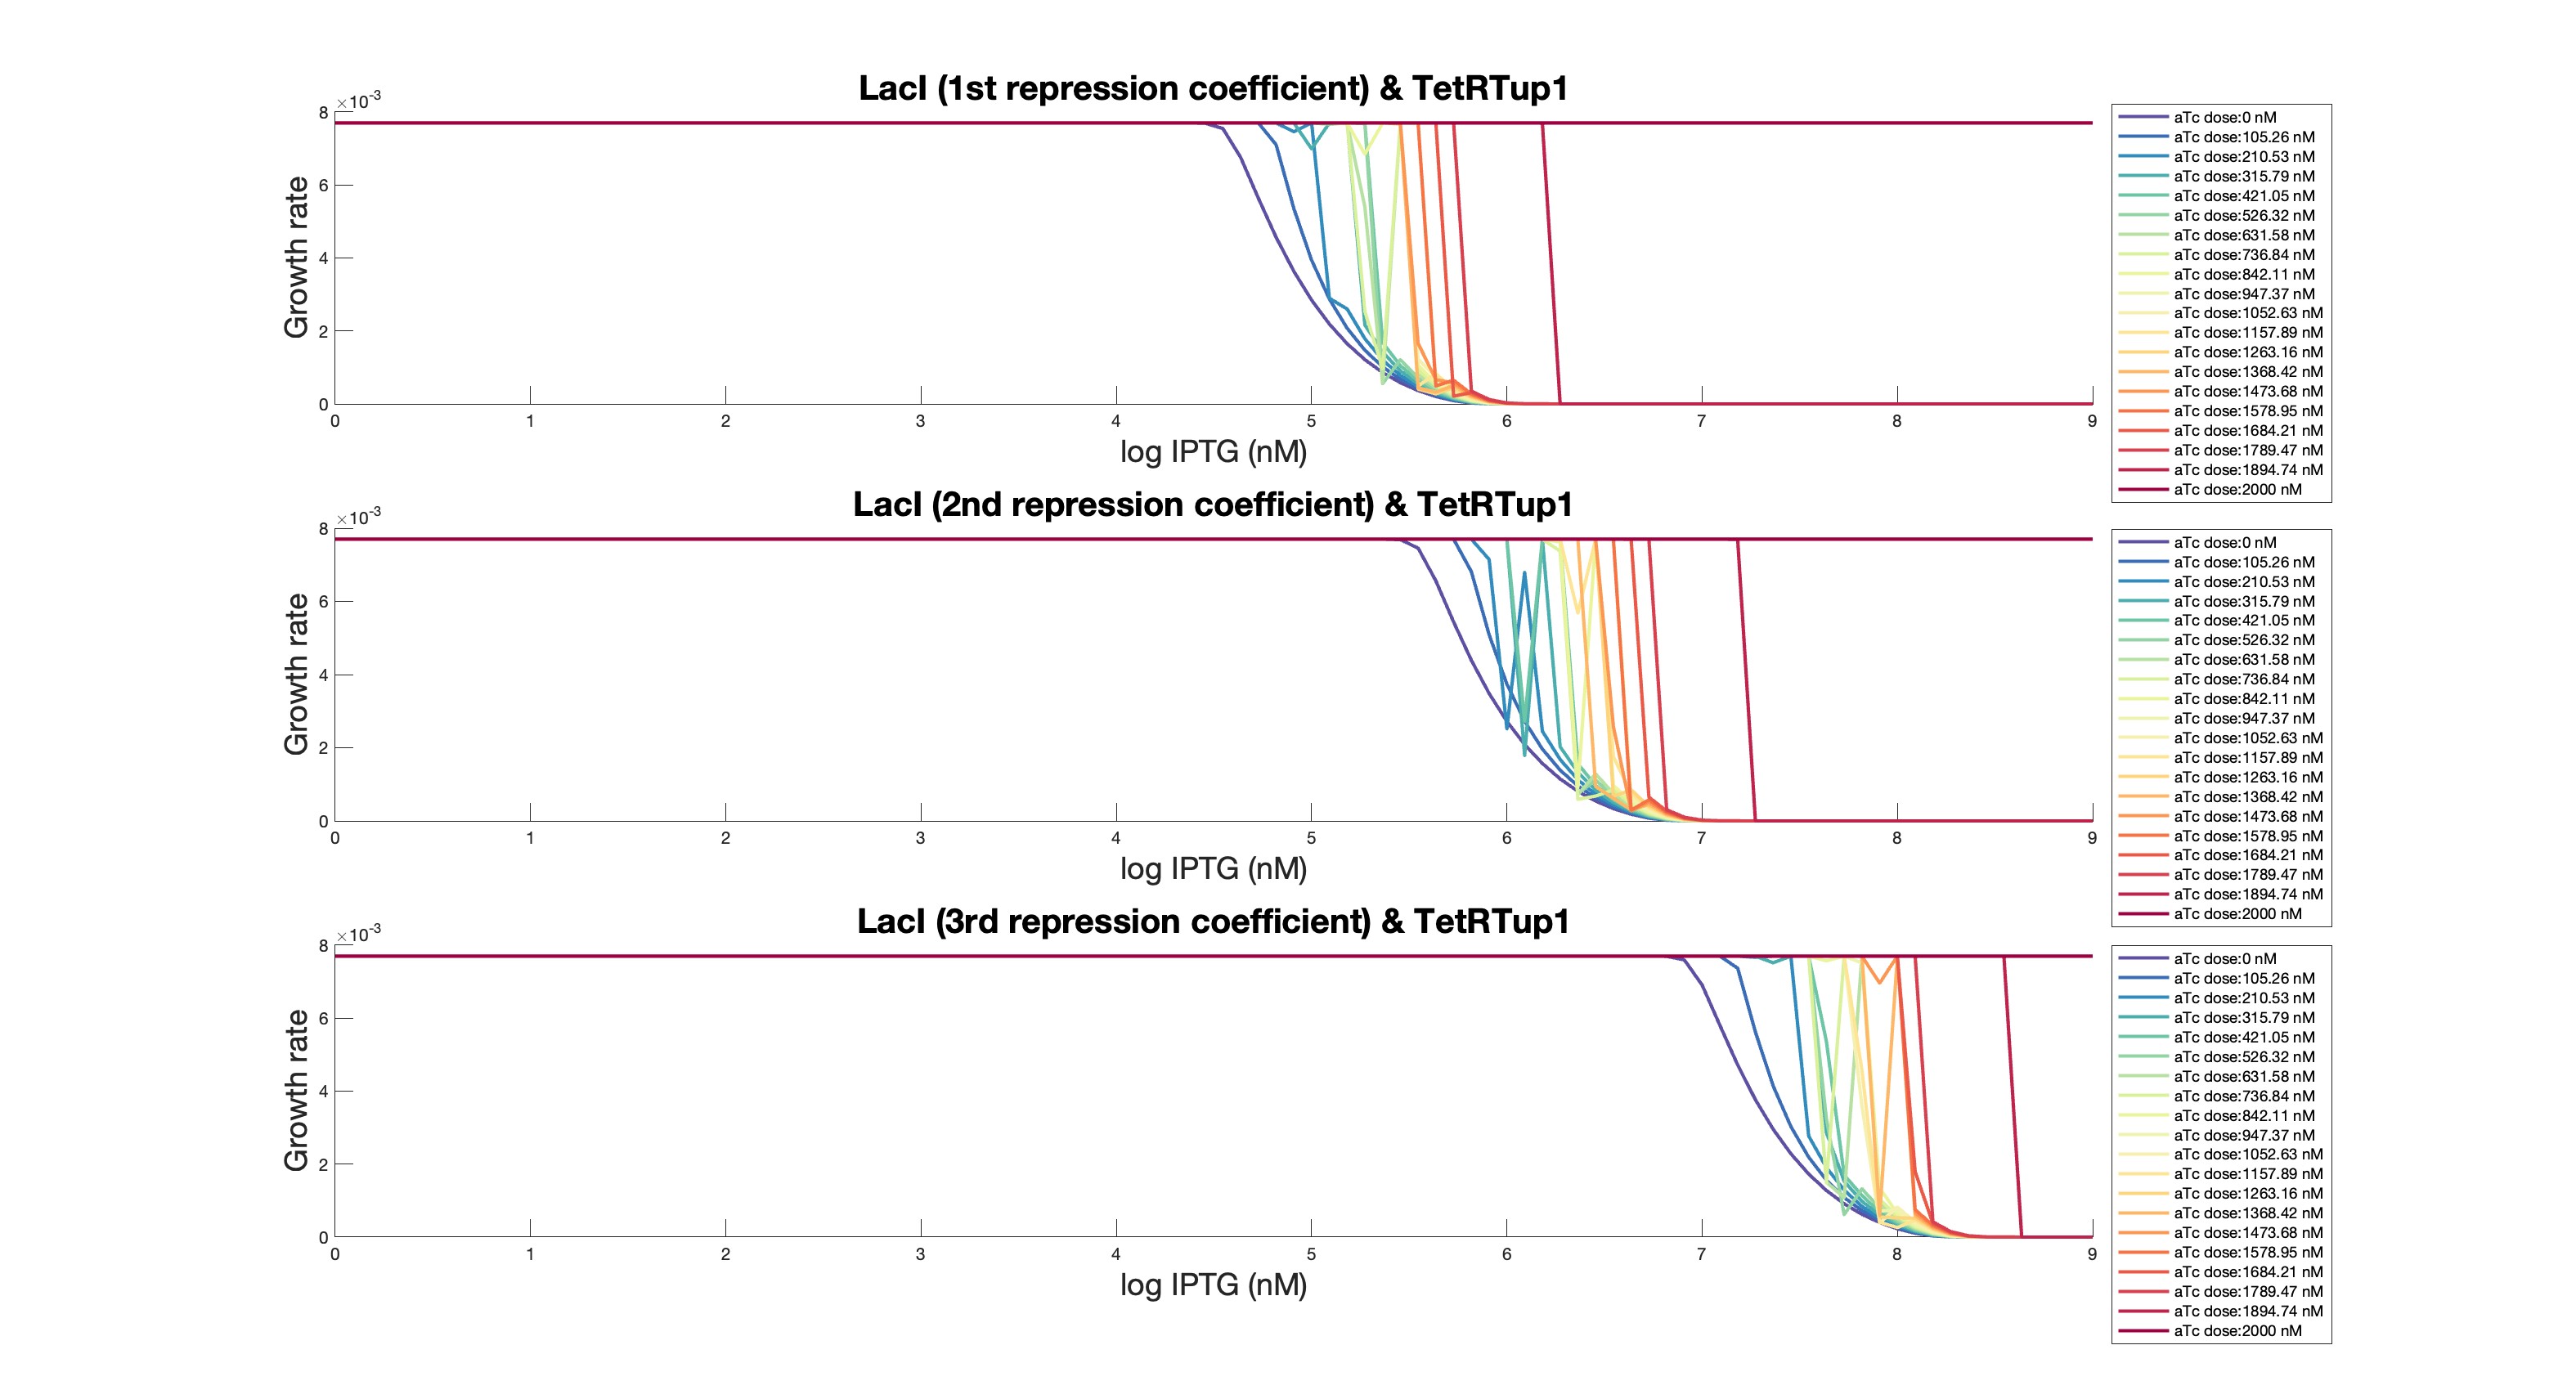 LacI (1st repression coefficient) & TetRTup1
×10-3
8
6
4
2
0
Growth rate
0 1 2 3 4 5 6 7 8 9
log IPTG (nM)
aTc dose:0 nM
aTc dose:105.26 nM
aTc dose:210.53 nM
aTc dose:315.79 nM
aTc dose:421.05 nM
aTc dose:526.32 nM
aTc dose:631.58 nM
aTc dose:736.84 nM
aTc dose:842.11 nM
aTc dose:947.37 nM
aTc dose:1052.63 nM
aTc dose:1157.89 nM
aTc dose:1263.16 nM
aTc dose:1368.42 nM
aTc dose:1473.68 nM
aTc dose:1578.95 nM
aTc dose:1684.21 nM
aTc dose:1789.47 nM
aTc dose:1894.74 nM
aTc dose:2000 nM
LacI (2nd repression coefficient) & TetRTup1
×10-3
8
6
4
2
0
Growth rate
0 1 2 3 4 5 6 7 8 9
log IPTG (nM)
aTc dose:0 nM
aTc dose:105.26 nM
aTc dose:210.53 nM
aTc dose:315.79 nM
aTc dose:421.05 nM
aTc dose:526.32 nM
aTc dose:631.58 nM
aTc dose:736.84 nM
aTc dose:842.11 nM
aTc dose:947.37 nM
aTc dose:1052.63 nM
aTc dose:1157.89 nM
aTc dose:1263.16 nM
aTc dose:1368.42 nM
aTc dose:1473.68 nM
aTc dose:1578.95 nM
aTc dose:1684.21 nM
aTc dose:1789.47 nM
aTc dose:1894.74 nM
aTc dose:2000 nM
LacI (3rd repression coefficient) & TetRTup1
×10-3
8
6
4
2
0
Growth rate
0 1 2 3 4 5 6 7 8 9
log IPTG (nM)
aTc dose:0 nM
aTc dose:105.26 nM
aTc dose:210.53 nM
aTc dose:315.79 nM
aTc dose:421.05 nM
aTc dose:526.32 nM
aTc dose:631.58 nM
aTc dose:736.84 nM
aTc dose:842.11 nM
aTc dose:947.37 nM
aTc dose:1052.63 nM
aTc dose:1157.89 nM
aTc dose:1263.16 nM
aTc dose:1368.42 nM
aTc dose:1473.68 nM
aTc dose:1578.95 nM
aTc dose:1684.21 nM
aTc dose:1789.47 nM
aTc dose:1894.74 nM
aTc dose:2000 nM